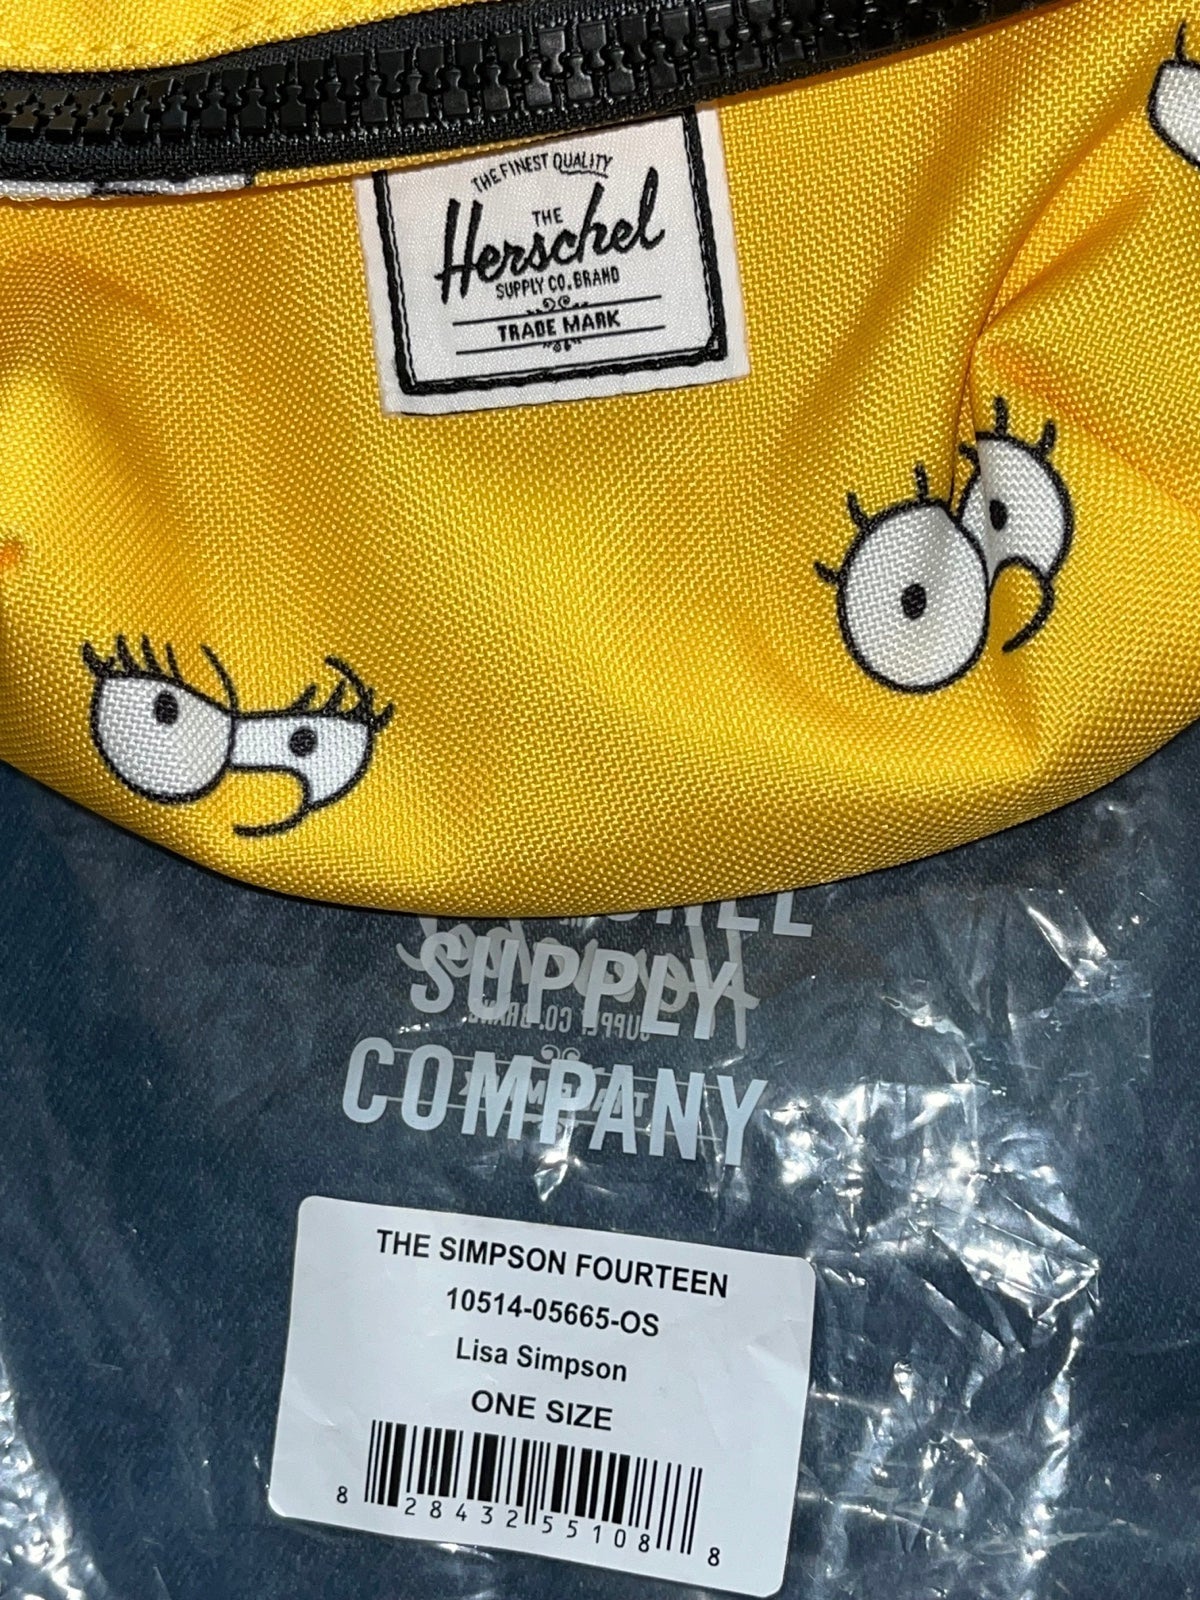 THE FINEST QUALITY
THE
Herschel
SUPPLY CO. BRAND
TRADE MARK
SUPPLY
COMPANY
THE SIMPSON FOURTEEN
10514-05665-OS
Lisa Simpson
ONE SIZE
8 28432 55108 8